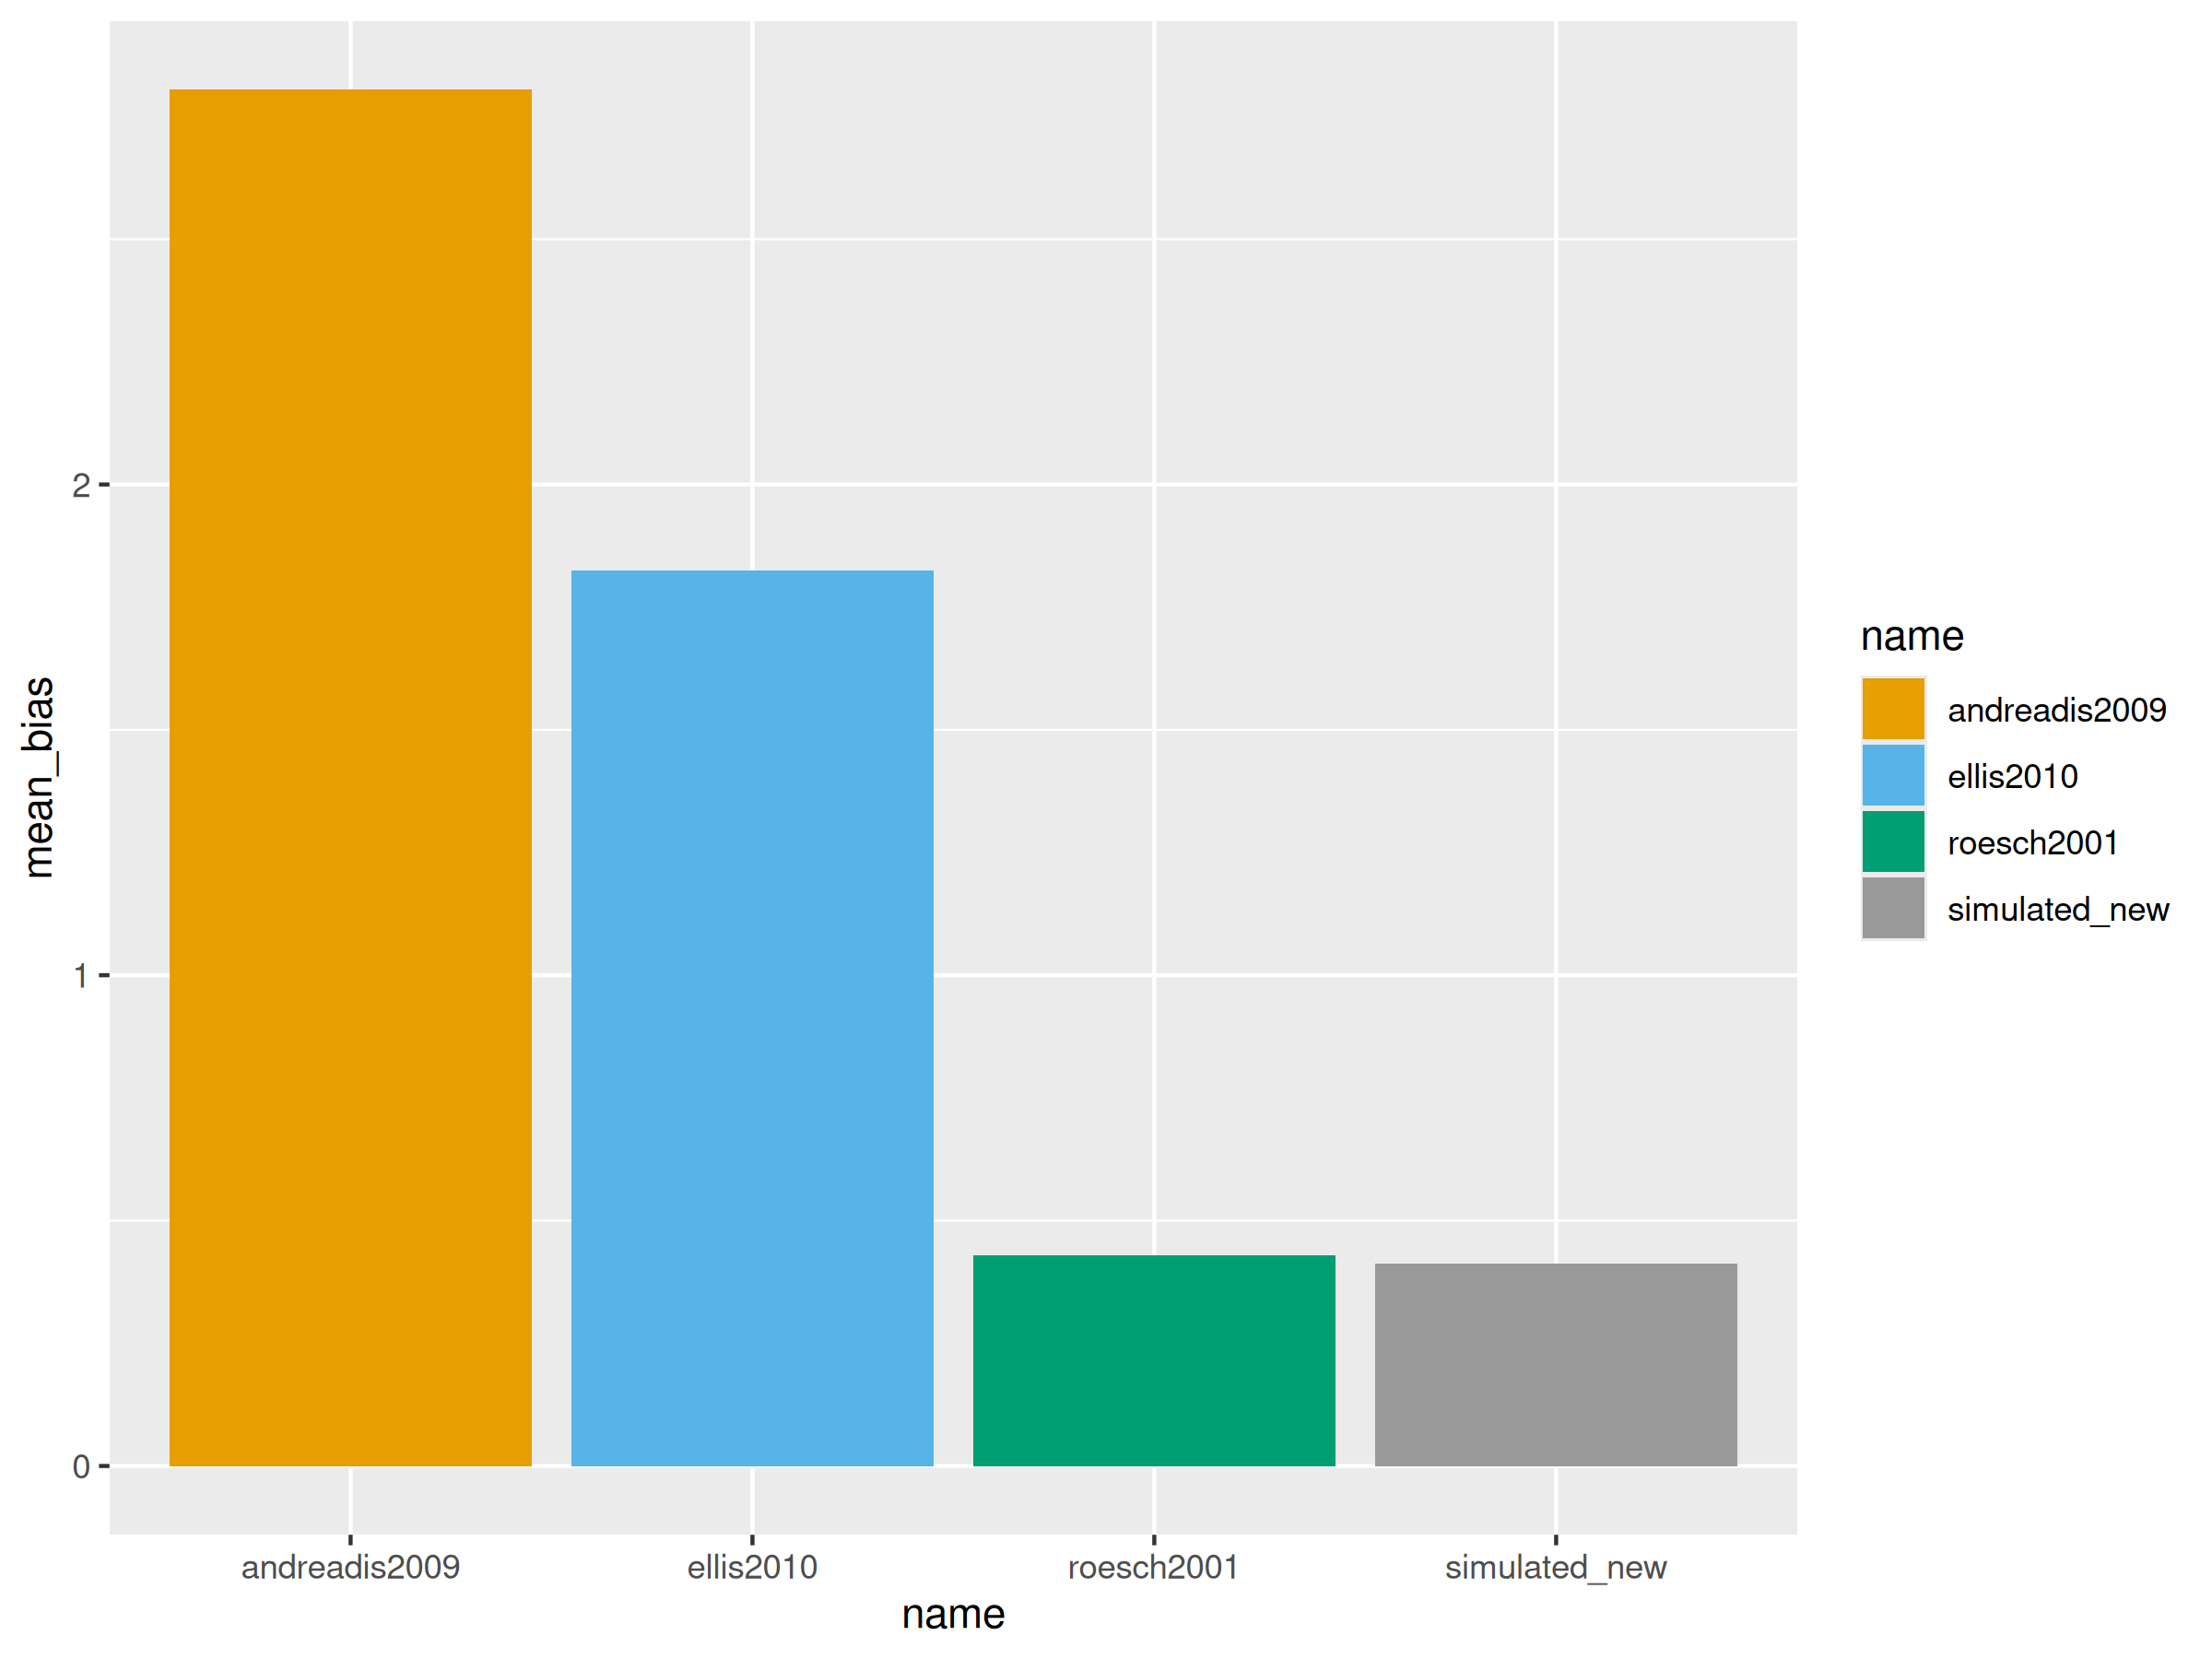 mean_bias
2
1
0
andreadis2009
ellis2010
roesch2001
simulated_new
name
name
andreadis2009
ellis2010
roesch2001
simulated_new